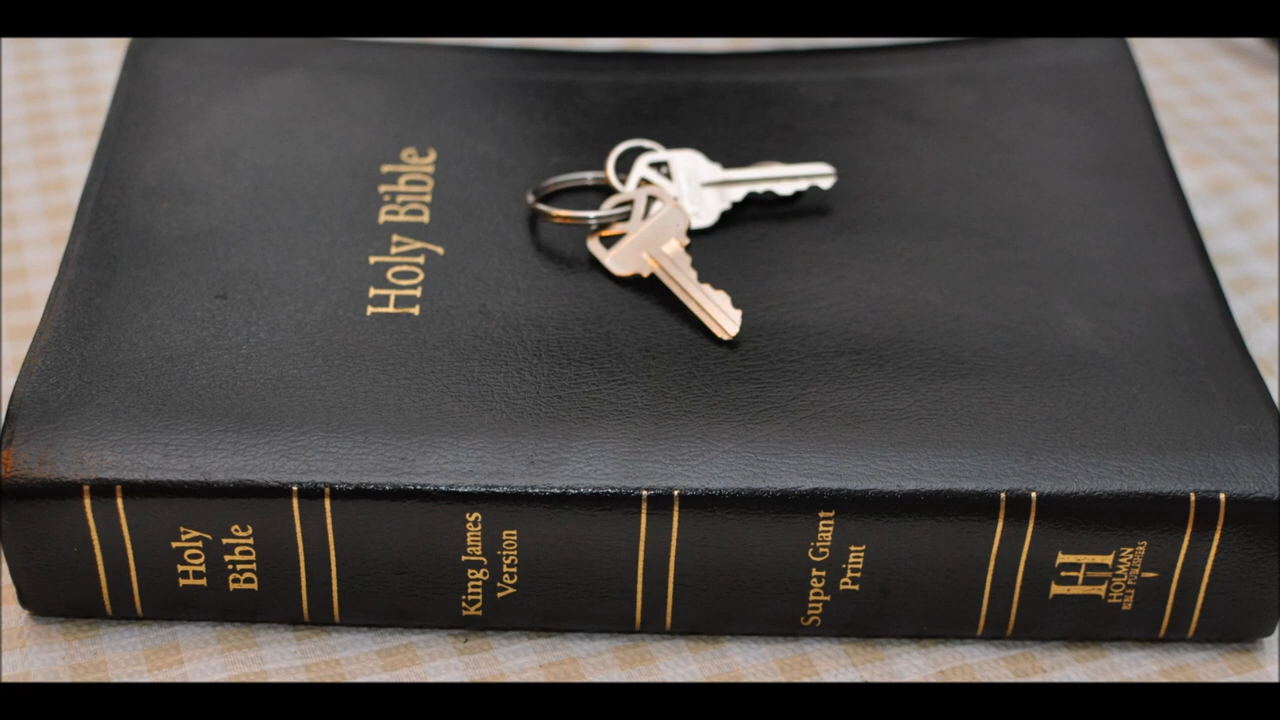 Holy Bible
Holy
Bible
King James
Version
Super Giant
Print
HOLMAN
BIBLE PUBLISHERS